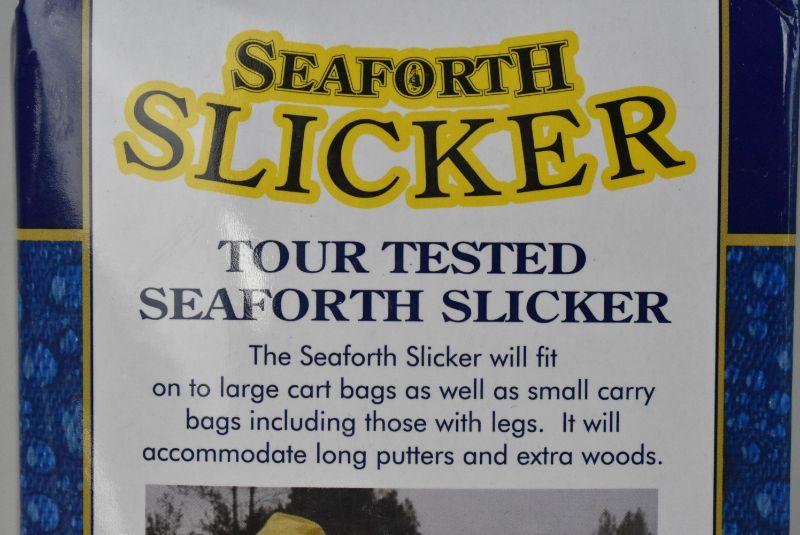 SEAFORTH
SLICKER
TOUR TESTED
SEAFORTH SLICKER
The Seaforth Slicker will fit
on to large cart bags as well as small carry
bags including those with legs.  It will
accommodate long putters and extra woods.